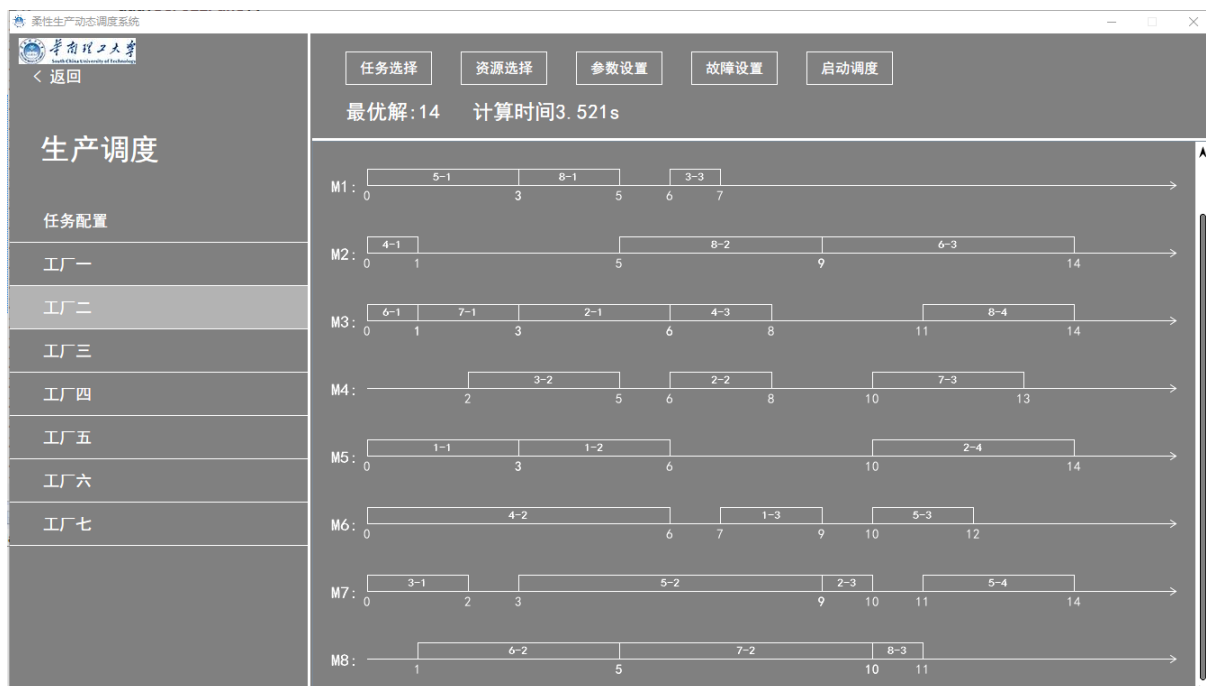 柔性生产动态调度系统
华南理工大学
South China University of Technology
< 返回
生产调度
任务配置
工厂一
工厂二
工厂三
工厂四
工厂五
工厂六
工厂七
任务选择 资源选择 参数设置 故障设置 启动调度
最优解:14 计算时间3.521s
5-1 8-1 3-3
M1:
0 3 5 6 7
4-1 8-2 6-3
M2:
0 1 5 9 14
6-1 7-1 2-1 4-3 8-4
M3:
0 1 3 6 8 11 14
3-2 2-2 7-3
M4:
2 5 6 8 10 13
1-1 1-2 2-4
M5:
0 3 6 10 14
4-2 1-3 5-3
M6:
0 6 7 9 10 12
3-1 5-2 2-3 5-4
M7:
0 2 3 9 10 11 14
6-2 7-2 8-3
M8:
1 5 10 11